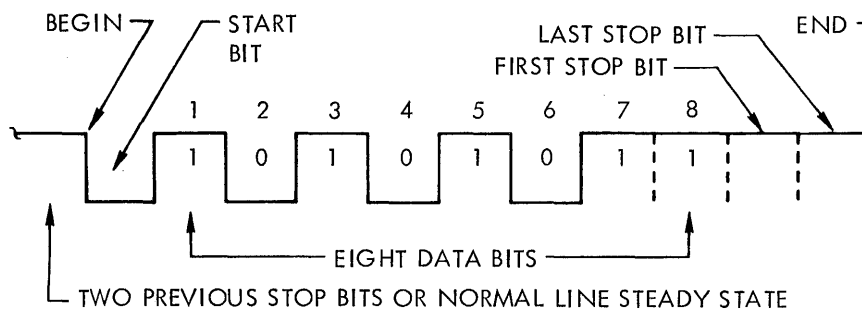 BEGIN
START
BIT
LAST STOP BIT
END
FIRST STOP BIT
1 2 3 4 5 6 7 8
1 0 1 0 1 0 1 1
EIGHT DATA BITS
TWO PREVIOUS STOP BITS OR NORMAL LINE STEADY STATE